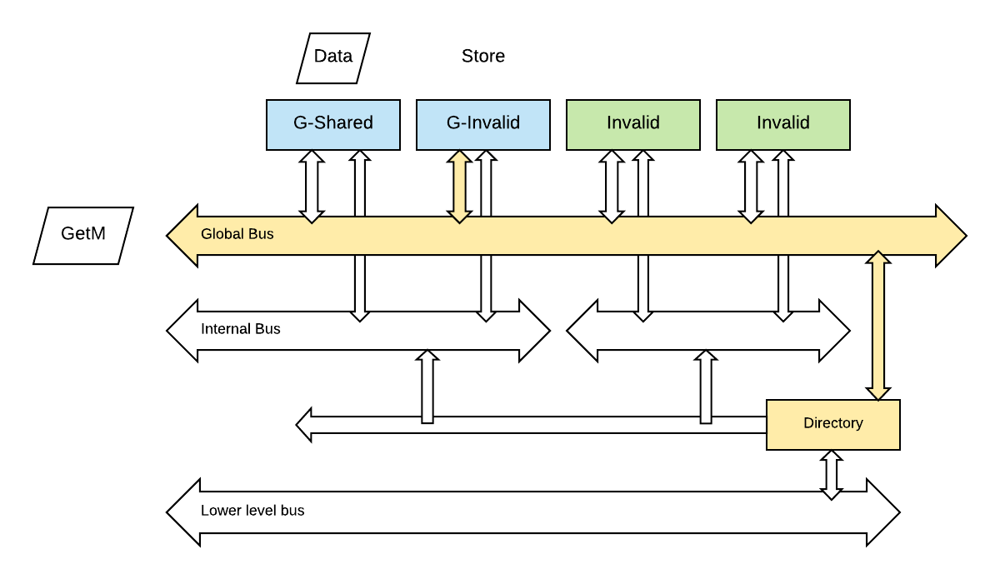 Data
Store
G-Shared
G-Invalid
Invalid
Invalid
GetM
Global Bus
Internal Bus
Directory
Lower level bus